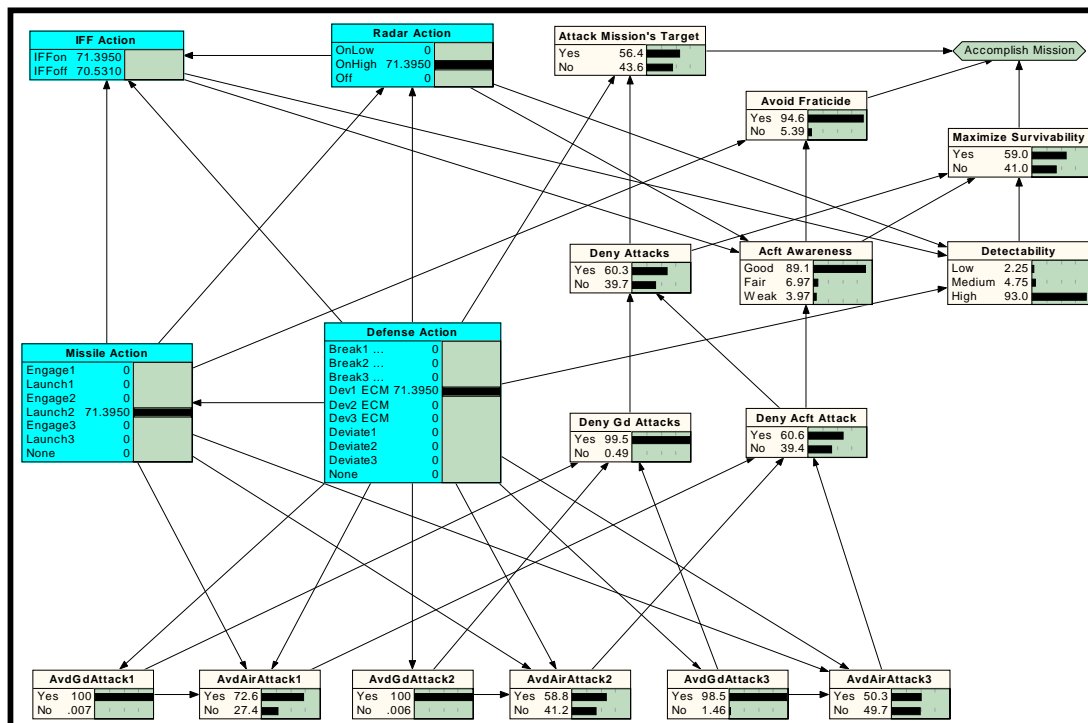 IFF Action
IFFon 71.3950
IFFoff 70.5310
Radar Action
OnLow 0
OnHigh 71.3950
Off 0
Attack Mission's Target
Yes 56.4
No 43.6
Accomplish Mission
Avoid Fraticide
Yes 94.6
No 5.39
Maximize Survivability
Yes 59.0
No 41.0
Deny Attacks
Yes 60.3
No 39.7
Acft Awareness
Good 89.1
Fair 6.97
Weak 3.97
Detectability
Low 2.25
Medium 4.75
High 93.0
Missile Action
Engage1 0
Launch1 0
Engage2 0
Launch2 71.3950
Engage3 0
Launch3 0
None 0
Defense Action
Break1 ... 0
Break2 ... 0
Break3 ... 0
Dev1 ECM 71.3950
Dev2 ECM 0
Dev3 ECM 0
Deviate1 0
Deviate2 0
Deviate3 0
None 0
Deny Gd Attacks
Yes 99.5
No 0.49
Deny Acft Attack
Yes 60.6
No 39.4
AvdGdAttack1
Yes 100
No .007
AvdAirAttack1
Yes 72.6
No 27.4
AvdGdAttack2
Yes 100
No .006
AvdAirAttack2
Yes 58.8
No 41.2
AvdGdAttack3
Yes 98.5
No 1.46
AvdAirAttack3
Yes 50.3
No 49.7